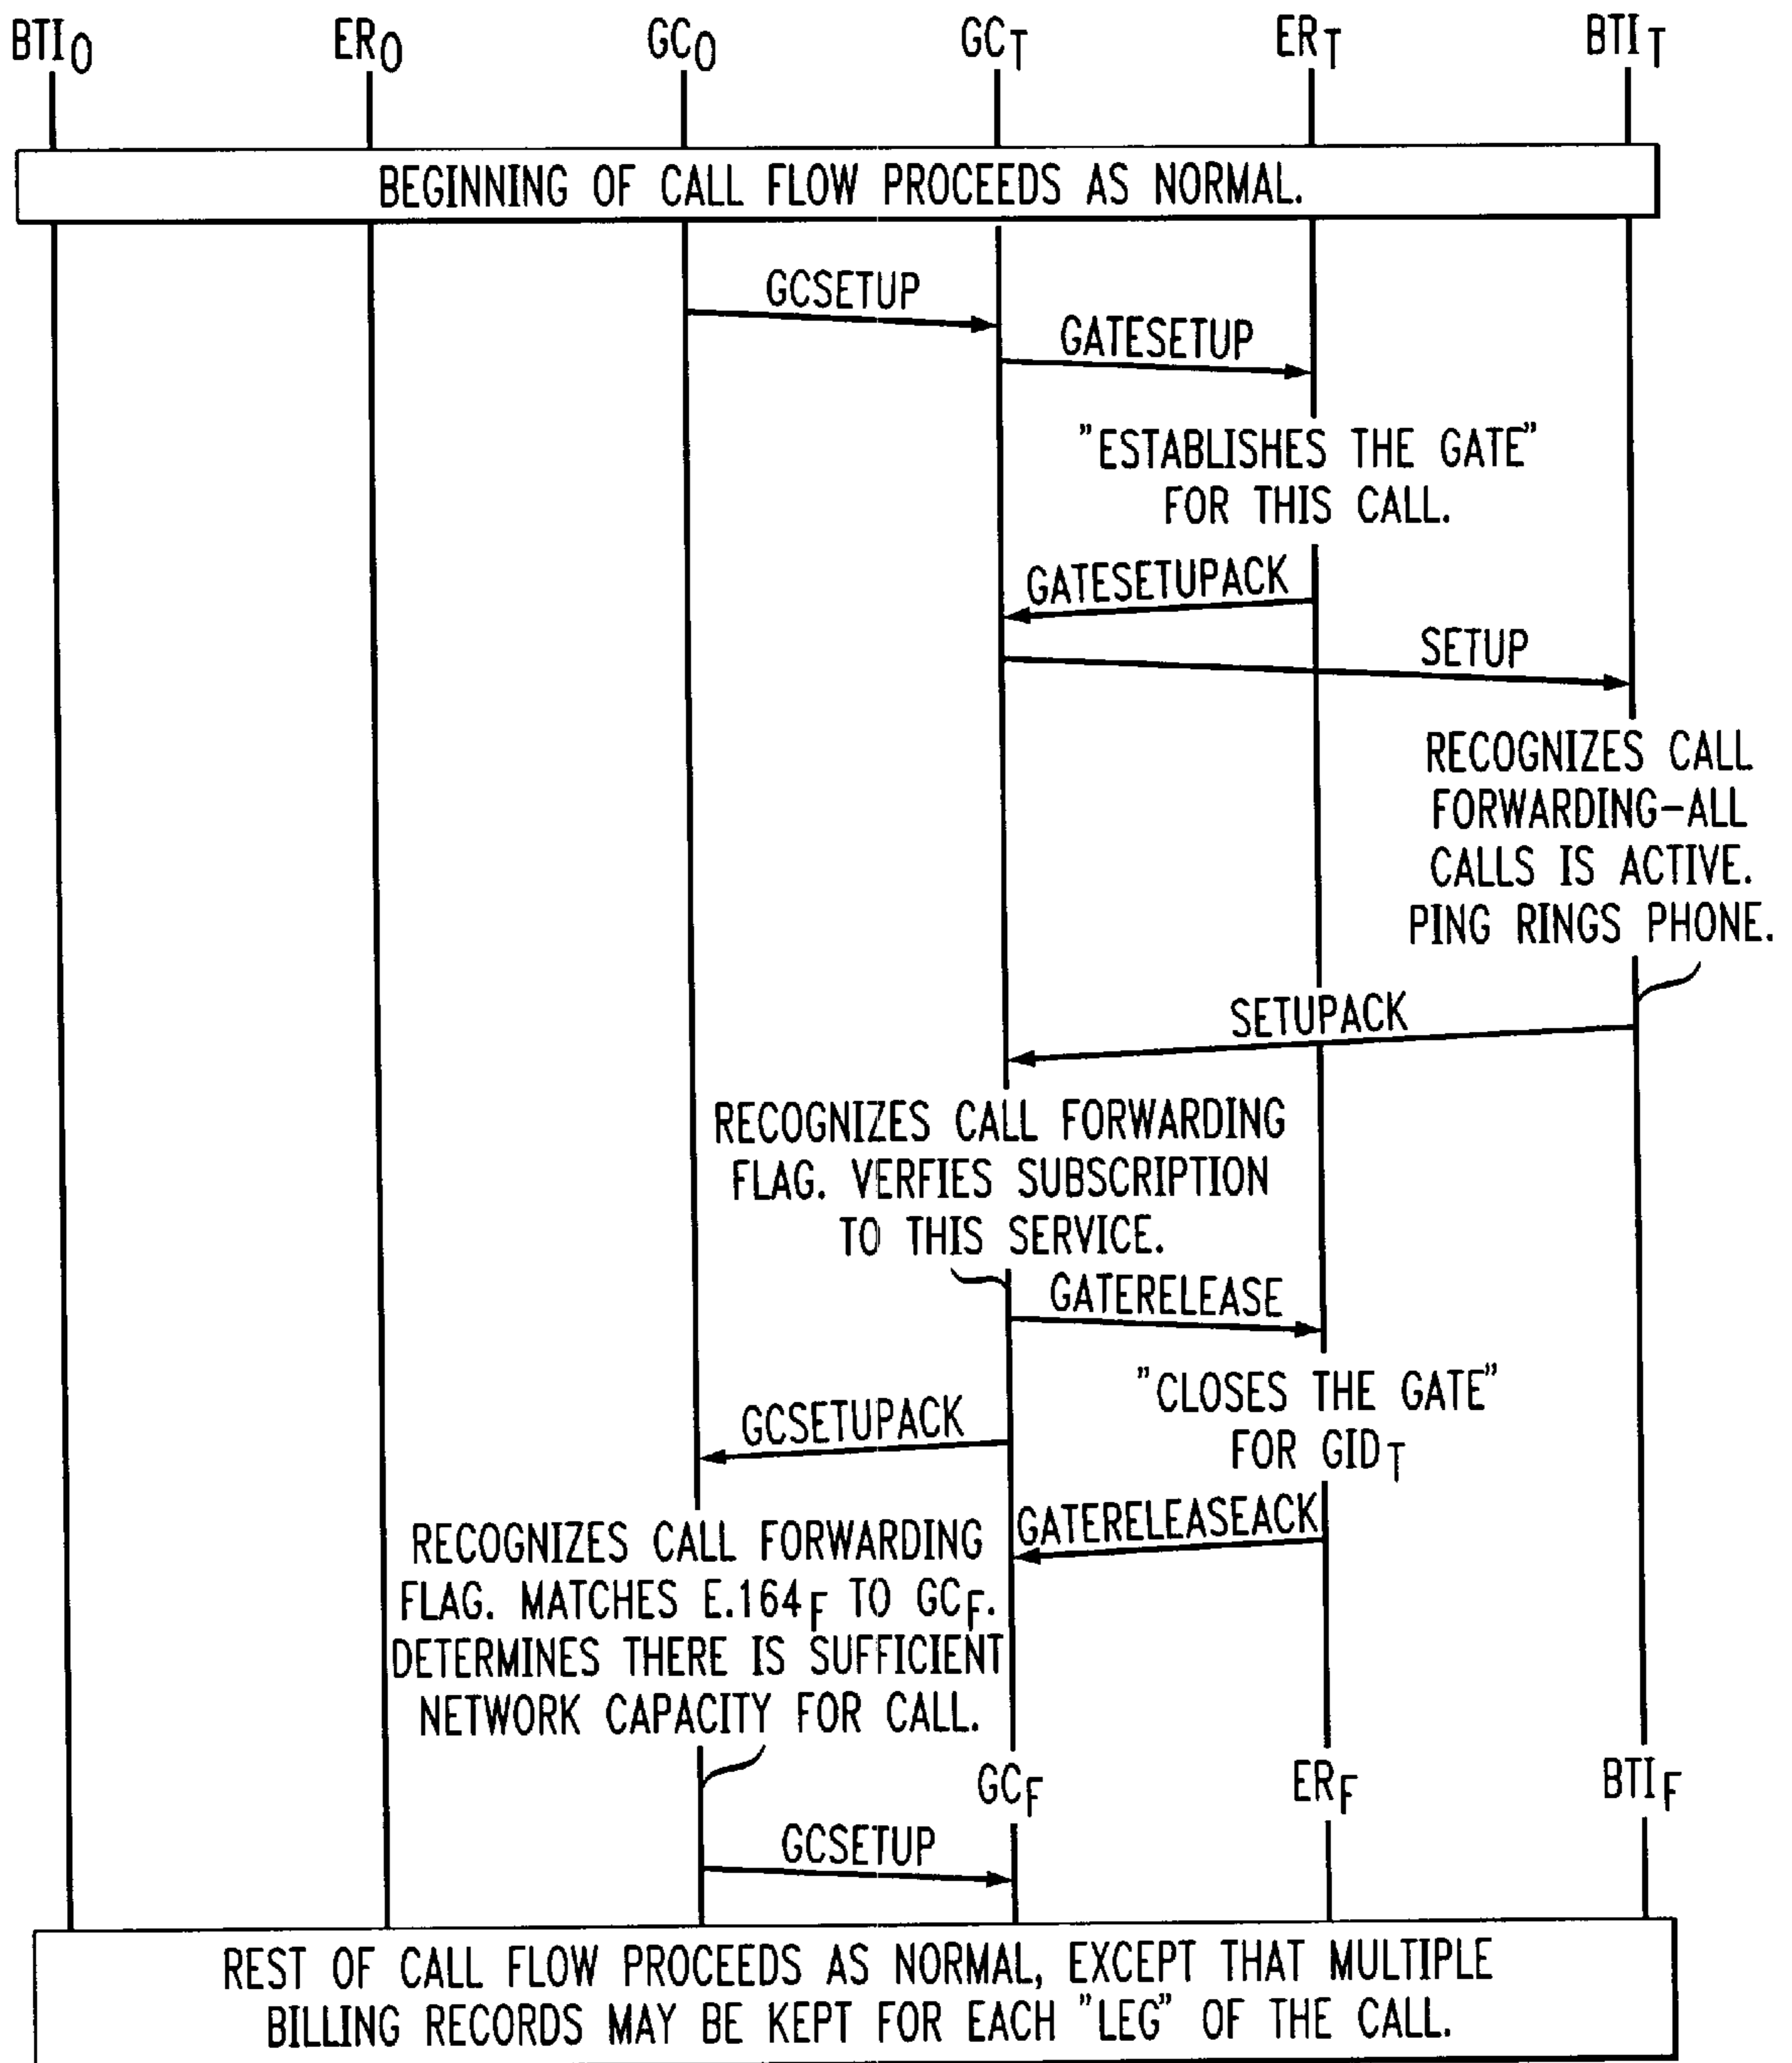 BTIO ERO GCO GCT ERT BTIT
BEGINNING OF CALL FLOW PROCEEDS AS NORMAL.
GCSETUP
GATESETUP
"ESTABLISHES THE GATE"
FOR THIS CALL.
GATESETUPACK
SETUP
RECOGNIZES CALL
FORWARDING-ALL
CALLS IS ACTIVE.
PING RINGS PHONE.
SETUPACK
RECOGNIZES CALL FORWARDING
FLAG. VERFIES SUBSCRIPTION
TO THIS SERVICE.
GATERELEASE
"CLOSES THE GATE"
FOR GIDT
GCSETUPACK
GATERELEASEACK
RECOGNIZES CALL FORWARDING
FLAG. MATCHES E.164F TO GCF.
DETERMINES THERE IS SUFFICIENT
NETWORK CAPACITY FOR CALL.
GCF ERF BTIF
GCSETUP
REST OF CALL FLOW PROCEEDS AS NORMAL, EXCEPT THAT MULTIPLE
BILLING RECORDS MAY BE KEPT FOR EACH "LEG" OF THE CALL.